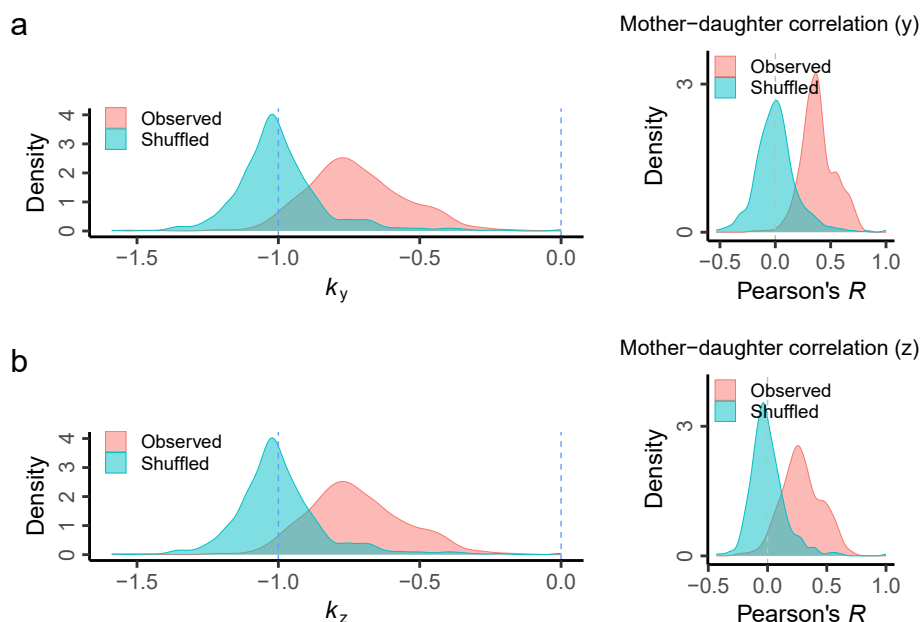 a
Mother−daughter correlation (y)
Observed
Shuffled
Density
0 1 2 3 4
−1.5 −1.0 −0.5 0.0
ky
Observed
Shuffled
Density
0 3
−0.5 0.0 0.5 1.0
Pearson's R
b
Mother−daughter correlation (z)
Observed
Shuffled
Density
0 1 2 3 4
−1.5 −1.0 −0.5 0.0
kz
Observed
Shuffled
Density
0 3
−0.5 0.0 0.5 1.0
Pearson's R